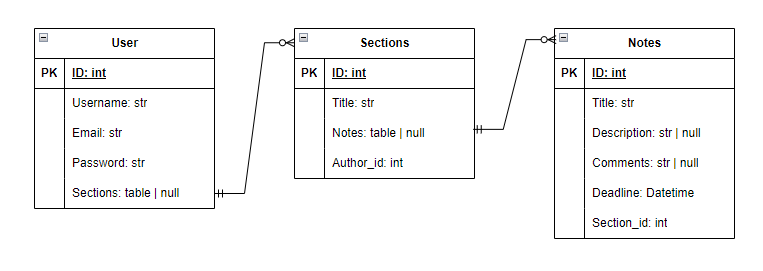 User
PK ID: int
Username: str
Email: str
Password: str
Sections: table | null
Sections
PK ID: int
Title: str
Notes: table | null
Author_id: int
Notes
PK ID: int
Title: str
Description: str | null
Comments: str | null
Deadline: Datetime
Section_id: int